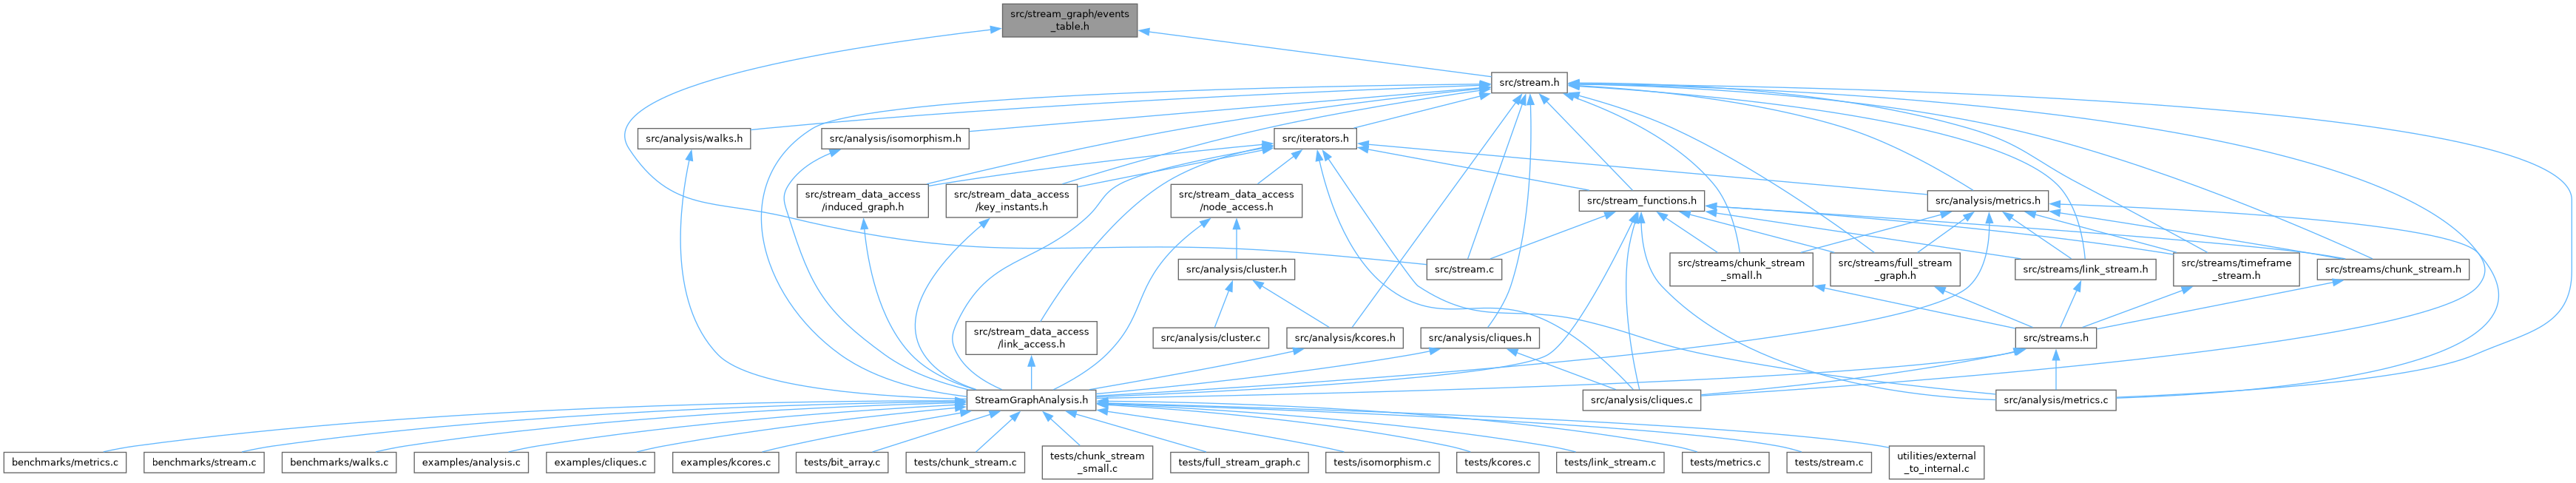 src/stream_graph/events
_table.h
src/stream.h
src/analysis/walks.h
src/analysis/isomorphism.h
src/iterators.h
src/stream_data_access
/induced_graph.h
src/stream_data_access
/key_instants.h
src/stream_data_access
/node_access.h
src/stream_functions.h
src/analysis/metrics.h
src/analysis/cluster.h
src/stream.c
src/streams/chunk_stream
_small.h
src/streams/full_stream
_graph.h
src/streams/link_stream.h
src/streams/timeframe
_stream.h
src/streams/chunk_stream.h
src/stream_data_access
/link_access.h
src/analysis/cluster.c
src/analysis/kcores.h
src/analysis/cliques.h
src/streams.h
StreamGraphAnalysis.h
src/analysis/cliques.c
src/analysis/metrics.c
benchmarks/metrics.c
benchmarks/stream.c
benchmarks/walks.c
examples/analysis.c
examples/cliques.c
examples/kcores.c
tests/bit_array.c
tests/chunk_stream.c
tests/chunk_stream
_small.c
tests/full_stream_graph.c
tests/isomorphism.c
tests/kcores.c
tests/link_stream.c
tests/metrics.c
tests/stream.c
utilities/external
_to_internal.c